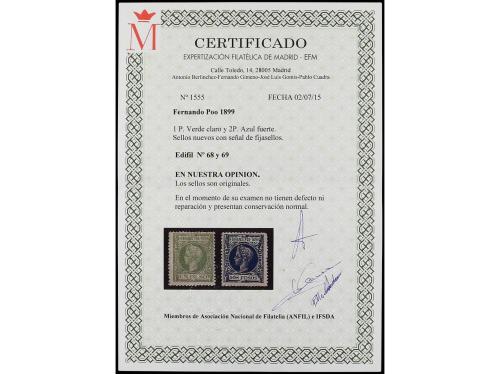 M
CERTIFICADO
EXPERTIZACIÓN FILATÉLICA DE MADRID - EFM
Calle Toledo, 14, 28005 Madrid
Antonio Berlinches-Fernando Gimeno-José Luis Gomis-Pablo Cuadra
Nº 1555 FECHA 02/07/15
Fernando Poo 1899
1 P. Verde claro y 2P. Azul fuerte.
Sellos nuevos con señal de fijasellos.
Edifil Nº 68 y 69
EN NUESTRA OPINION.
Los sellos son originales.
En el momento de su examen no tienen defecto ni
reparación y presentan conservación normal.
Miembros de Asociación Nacional de Filatelia (ANFIL) e IFSDA